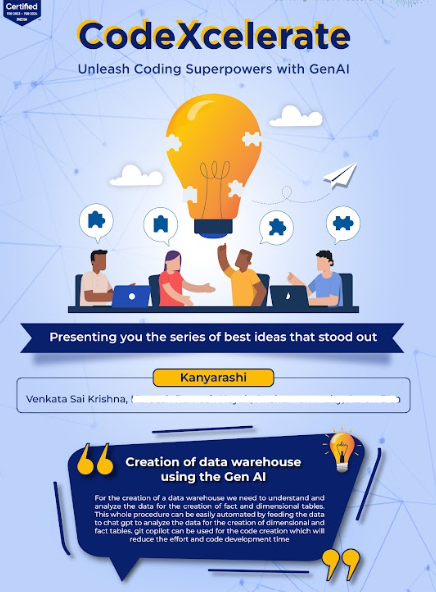 Certified
CodeXcelerate
Unleash Coding Superpowers with GenAI
Presenting you the series of best ideas that stood out
Kanyarashi
Venkata Sai Krishna,
Creation of data warehouse
using the Gen AI
For the creation of a data warehouse we need to understand and
analyze the data for the creation of fact and dimensional tables.
This whole procedure can be easily automated by feeding the data
to chat gpt to analyze the data for the creation of dimensional and
fact tables, git copilot can be used for the code creation which will
reduce the effort and code development time